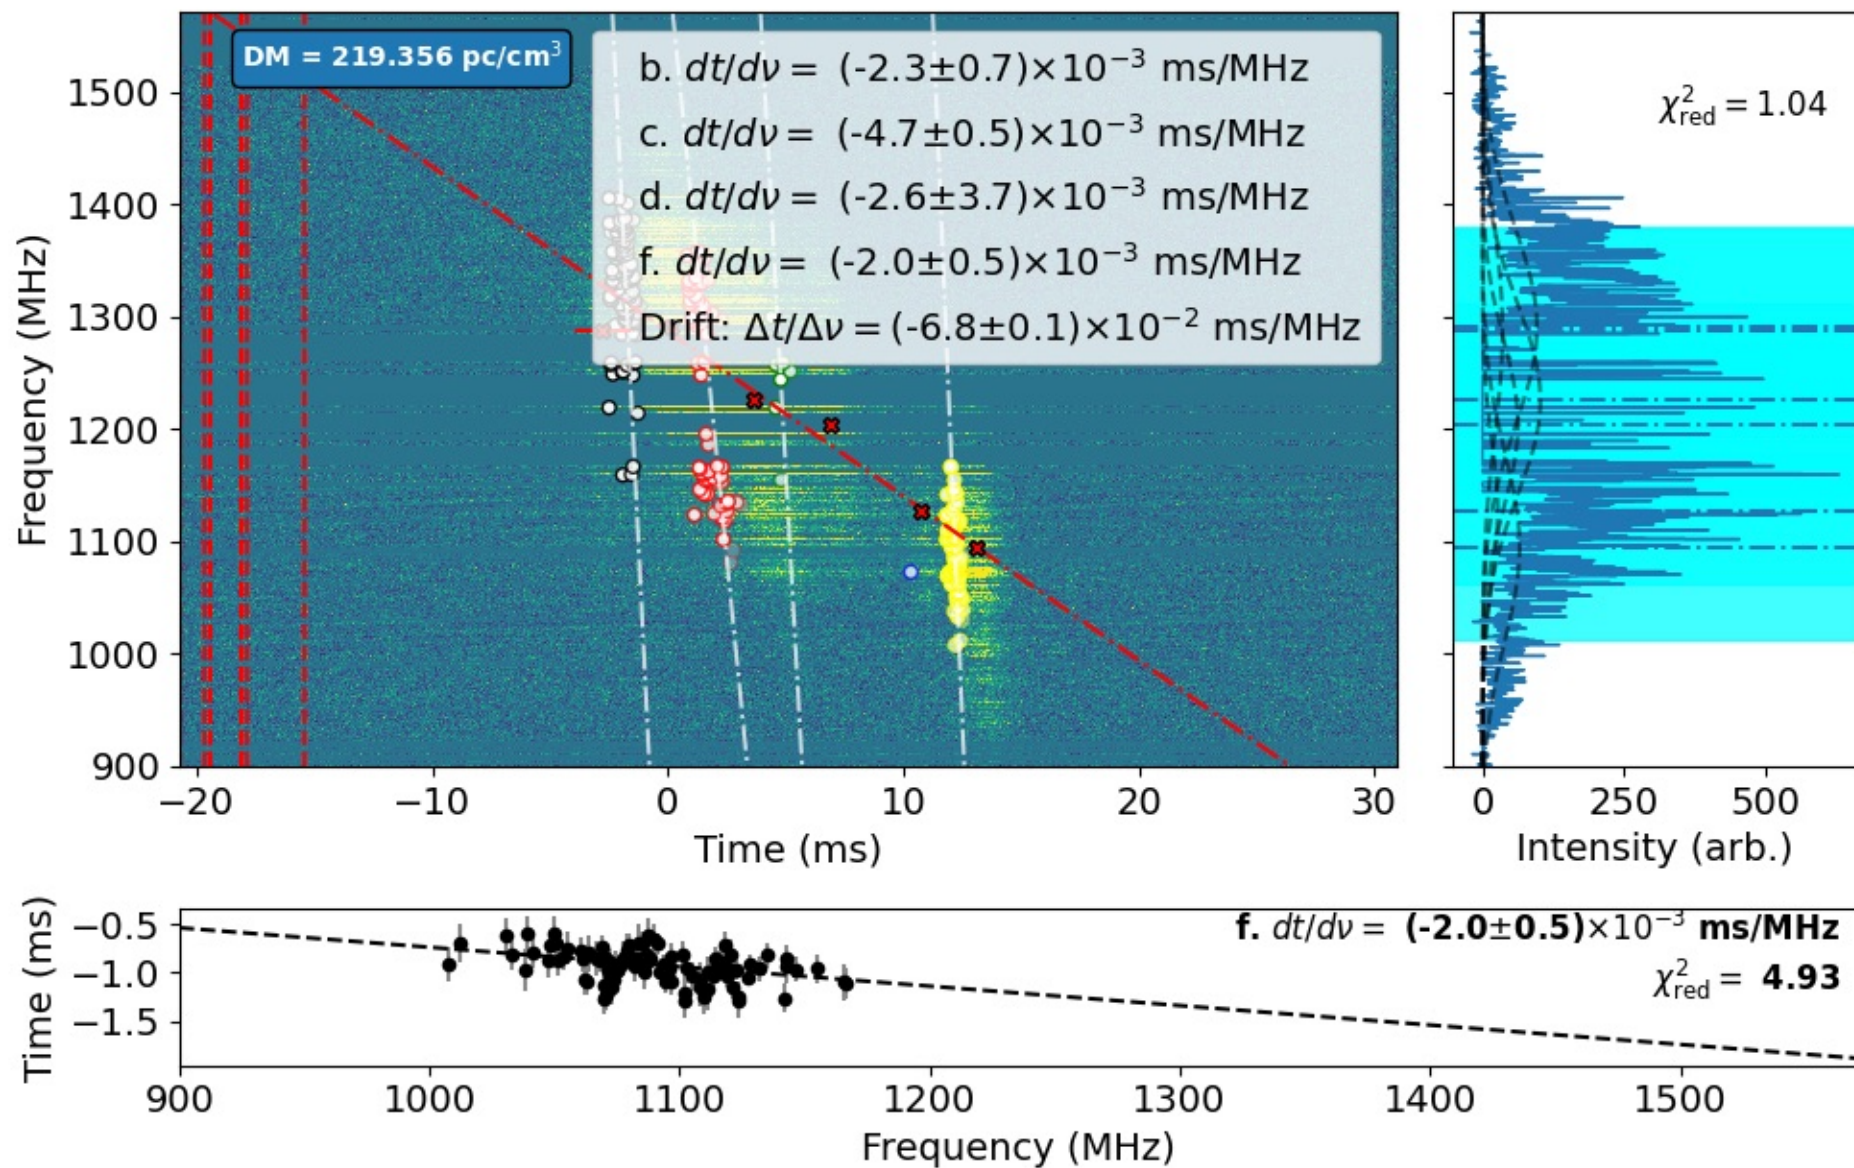 DM = 219.356 pc/cm³
b. dt/dν = (-2.3±0.7)×10⁻³ ms/MHz
c. dt/dν = (-4.7±0.5)×10⁻³ ms/MHz
d. dt/dν = (-2.6±3.7)×10⁻³ ms/MHz
f. dt/dν = (-2.0±0.5)×10⁻³ ms/MHz
Drift: Δt/Δν = (-6.8±0.1)×10⁻² ms/MHz
1500
1400
1300
1200
1100
1000
900
Frequency (MHz)
−20 −10 0 10 20 30
Time (ms)
χ²red = 1.04
0 250 500
Intensity (arb.)
−0.5
−1.0
−1.5
Time (ms)
f. dt/dν = (-2.0±0.5)×10⁻³ ms/MHz
χ²red = 4.93
900 1000 1100 1200 1300 1400 1500
Frequency (MHz)